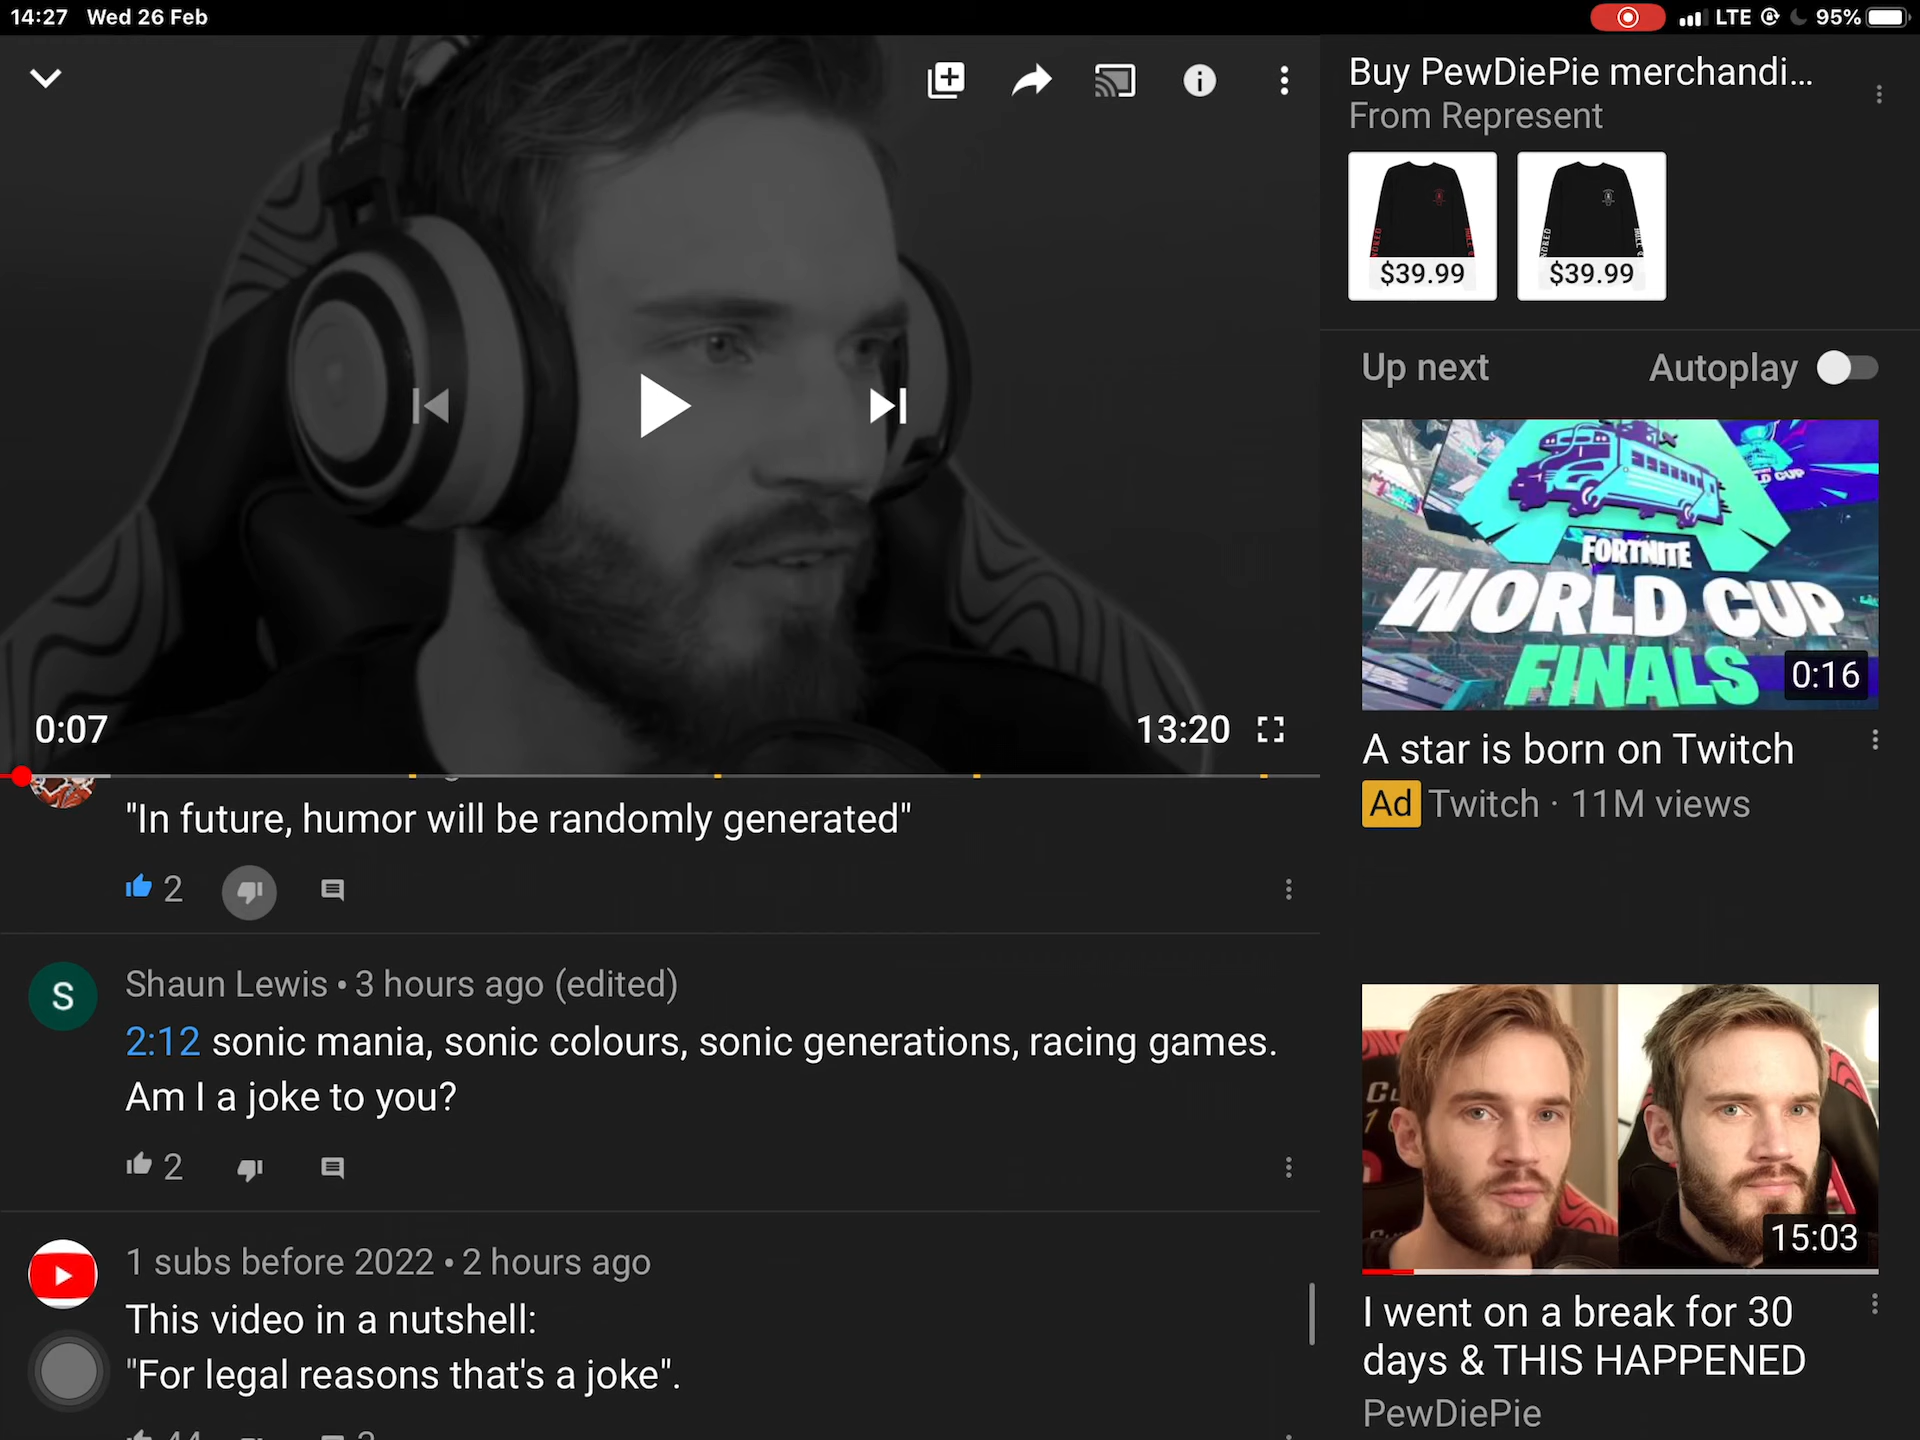 14:27 Wed 26 Feb
LTE 95%
0:07
13:20
"In future, humor will be randomly generated"
2
S
Shaun Lewis • 3 hours ago (edited)
2:12 sonic mania, sonic colours, sonic generations, racing games.
Am I a joke to you?
2
1 subs before 2022 • 2 hours ago
This video in a nutshell:
"For legal reasons that's a joke".
Buy PewDiePie merchandi...
From Represent
$39.99
$39.99
Up next
Autoplay
FORTNITE
WORLD CUP
FINALS
0:16
A star is born on Twitch
Ad Twitch · 11M views
15:03
I went on a break for 30
days & THIS HAPPENED
PewDiePie